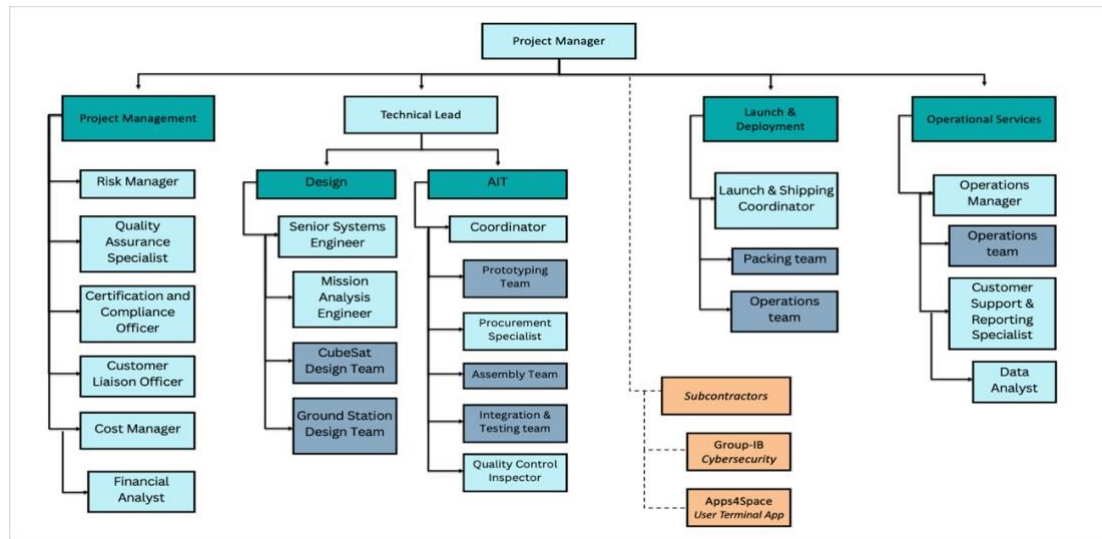 Project Manager
Project Management
Risk Manager
Quality
Assurance
Specialist
Certification and
Compliance
Officer
Customer
Liaison Officer
Cost Manager
Financial
Analyst
Technical Lead
Design
Senior Systems
Engineer
Mission
Analysis
Engineer
CubeSat
Design Team
Ground Station
Design Team
AIT
Coordinator
Prototyping
Team
Procurement
Specialist
Assembly Team
Integration &
Testing team
Quality Control
Inspector
Subcontractors
Group-IB
Cybersecurity
Apps4Space
User Terminal App
Launch &
Deployment
Launch & Shipping
Coordinator
Packing team
Operations
team
Operational Services
Operations
Manager
Operations
team
Customer
Support &
Reporting
Specialist
Data
Analyst